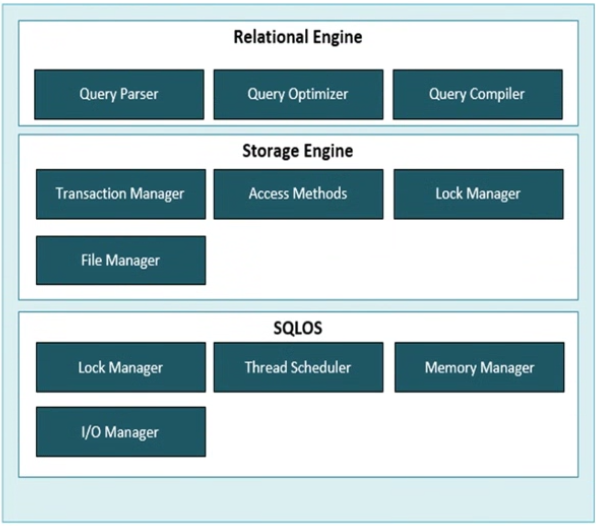 Relational Engine
Query Parser
Query Optimizer
Query Compiler
Storage Engine
Transaction Manager
Access Methods
Lock Manager
File Manager
SQLOS
Lock Manager
Thread Scheduler
Memory Manager
I/O Manager